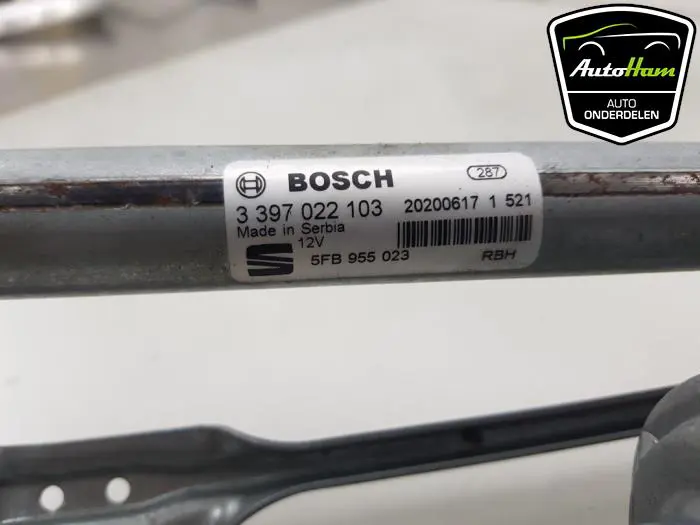 AutoHam
AUTO
ONDERDELEN
BOSCH
287
3 397 022 103 20200617 1 521
Made in Serbia
12V
5FB 955 023 RBH